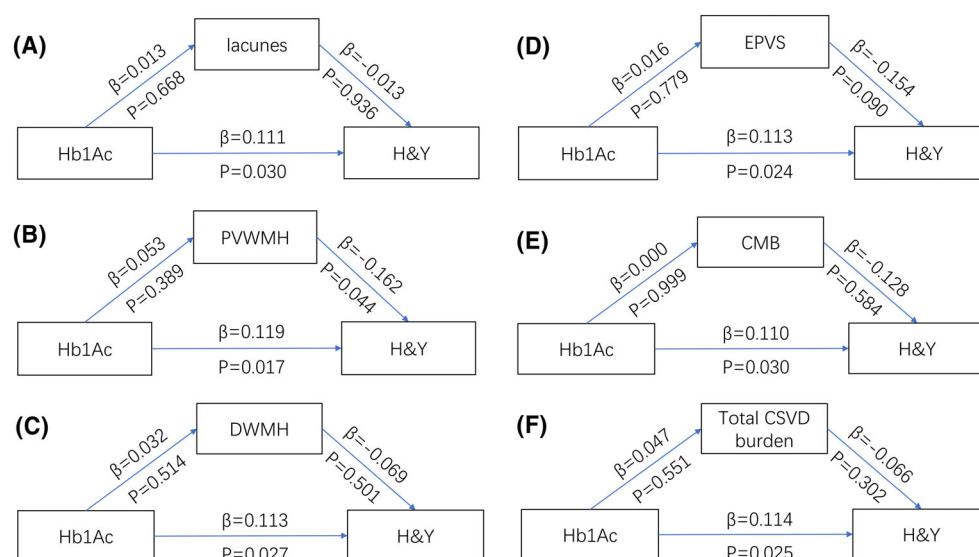 (A)
lacunes
β=0.013
P=0.668
β=-0.013
P=0.936
Hb1Ac
β=0.111
P=0.030
H&Y
(B)
PVWMH
β=0.053
P=0.389
β=-0.162
P=0.044
Hb1Ac
β=0.119
P=0.017
H&Y
(C)
DWMH
β=0.032
P=0.514
β=-0.069
P=0.501
Hb1Ac
β=0.113
P=0.027
H&Y
(D)
EPVS
β=0.016
P=0.779
β=-0.154
P=0.090
Hb1Ac
β=0.113
P=0.024
H&Y
(E)
CMB
β=0.000
P=0.999
β=-0.128
P=0.584
Hb1Ac
β=0.110
P=0.030
H&Y
(F)
Total CSVD
burden
β=0.047
P=0.551
β=-0.066
P=0.302
Hb1Ac
β=0.114
P=0.025
H&Y